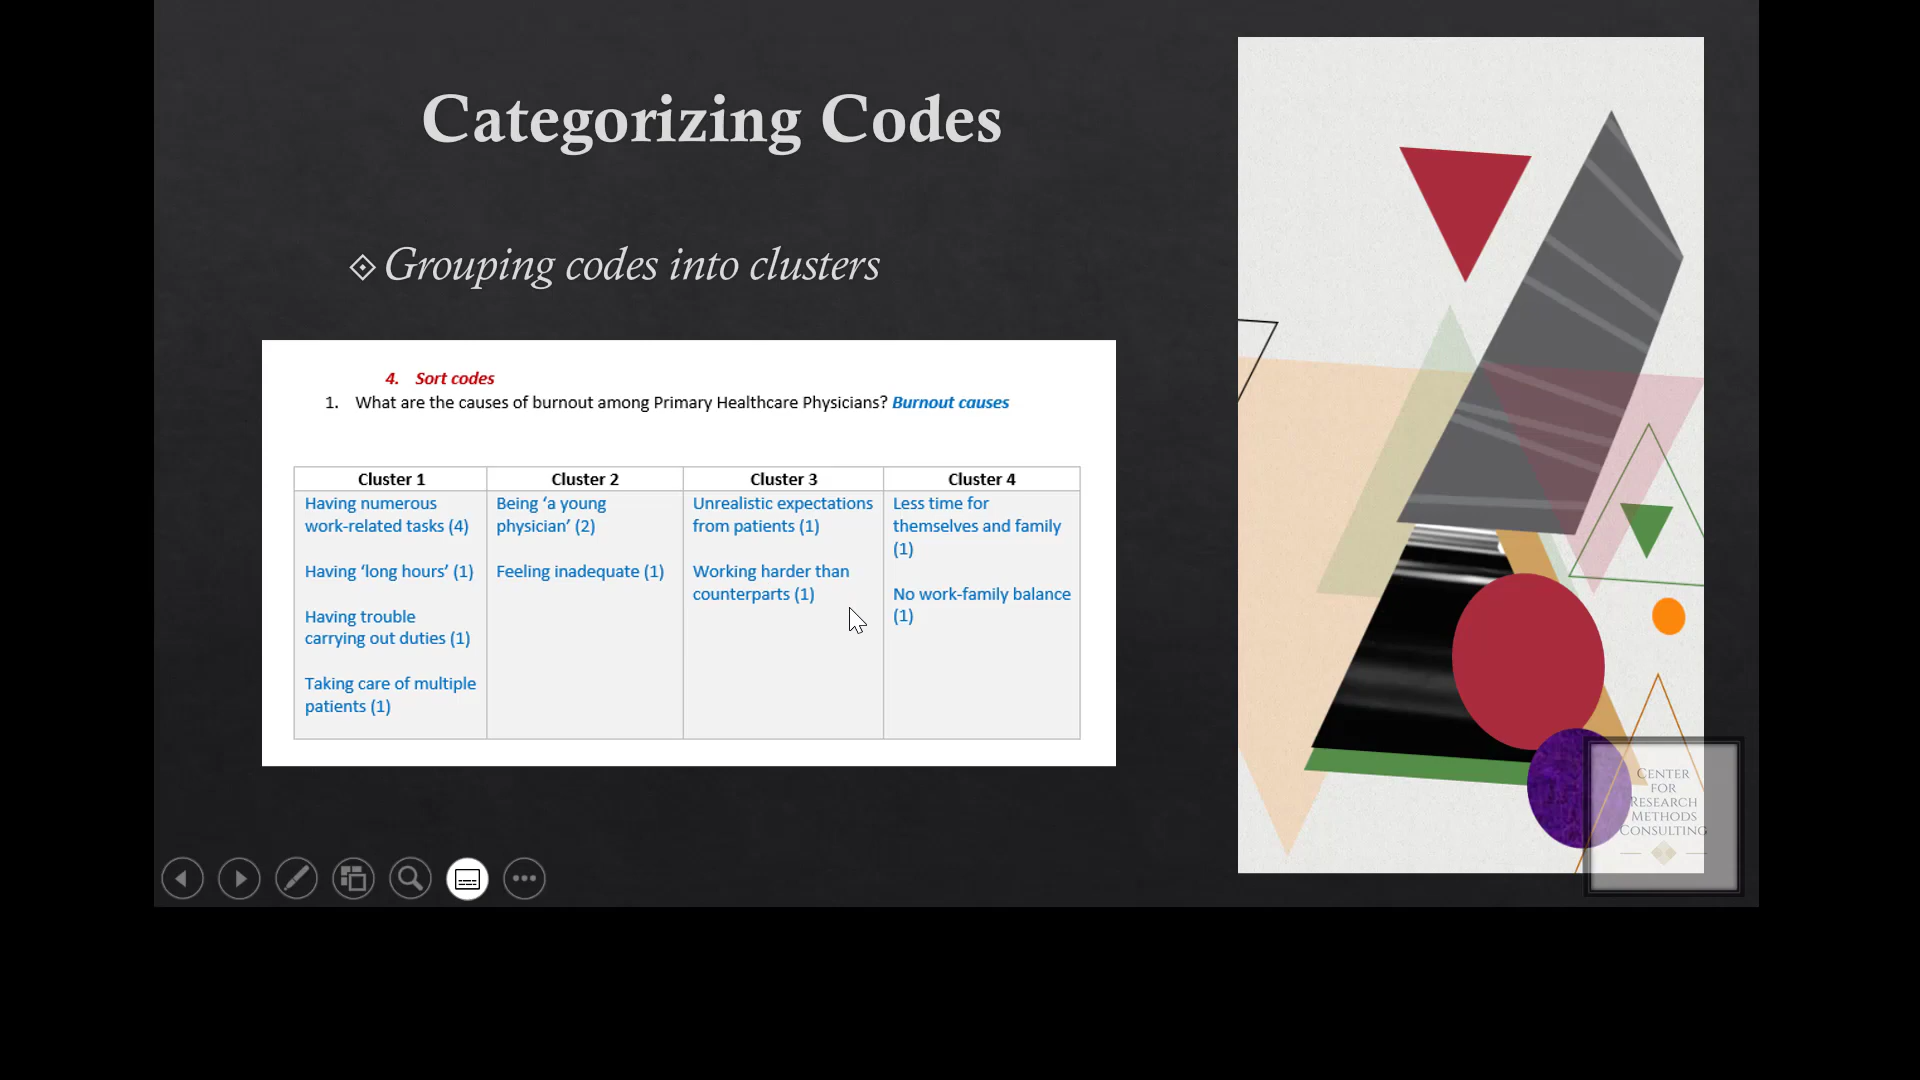 Categorizing Codes
Grouping codes into clusters
4. Sort codes
1. What are the causes of burnout among Primary Healthcare Physicians? Burnout causes
Cluster 1
Having numerous
work-related tasks (4)
Having ‘long hours’ (1)
Having trouble
carrying out duties (1)
Taking care of multiple
patients (1)
Cluster 2
Being ‘a young
physician’ (2)
Feeling inadequate (1)
Cluster 3
Unrealistic expectations
from patients (1)
Working harder than
counterparts (1)
Cluster 4
Less time for
themselves and family
(1)
No work-family balance
(1)
CENTER
FOR
RESEARCH
METHODS
CONSULTING